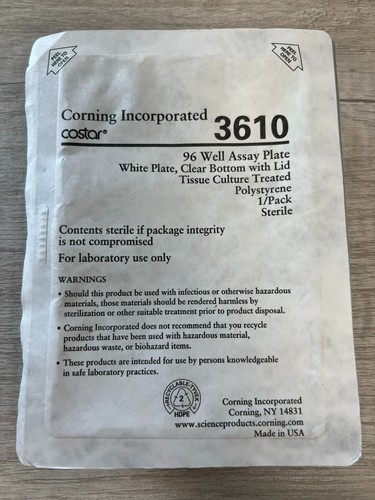 PEEL
HERE TO
OPEN
PEEL
HERE TO
OPEN
Corning Incorporated
costar® 3610
96 Well Assay Plate
White Plate, Clear Bottom with Lid
Tissue Culture Treated
Polystyrene
1/Pack
Sterile
Contents sterile if package integrity
is not compromised
For laboratory use only
WARNINGS
• Should this product be used with infectious or otherwise hazardous
materials, those materials should be rendered harmless by
sterilization or other suitable treatment prior to product disposal.
• Corning Incorporated does not recommend that you recycle
products that have been used with hazardous material,
hazardous waste, or biohazard items.
• These products are intended for use by persons knowledgeable
in safe laboratory practices.
2
HDPE
Corning Incorporated
Corning, NY 14831
www.scienceproducts.corning.com
Made in USA